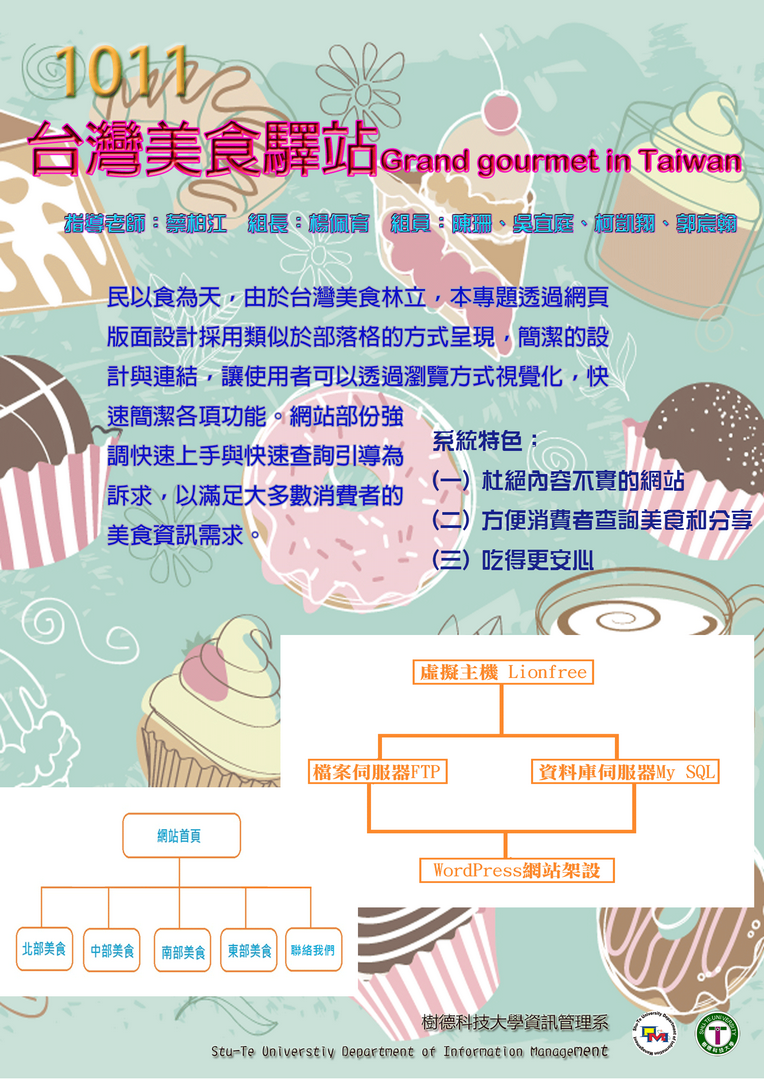 1011
台灣美食驛站Grand gourmet in Taiwan
指導老師：蔡柏江 組長：楊佩育 組員：陳珊、吳宜庭、柯凱翔、郭宸翰
民以食為天，由於台灣美食林立，本專題透過網頁
版面設計採用類似於部落格的方式呈現，簡潔的設
計與連結，讓使用者可以透過瀏覽方式視覺化，快
速簡潔各項功能。網站部份強
調快速上手與快速查詢引導為
訴求，以滿足大多數消費者的
美食資訊需求。
系統特色：
(一) 杜絕內容不實的網站
(二) 方便消費者查詢美食和分享
(三) 吃得更安心
虛擬主機 Lionfree
檔案伺服器FTP
資料庫伺服器My SQL
WordPress網站架設
網站首頁
北部美食
中部美食
南部美食
東部美食
聯絡我們
樹德科技大學資訊管理系
Stu-Te Universtiy Department of Information Management